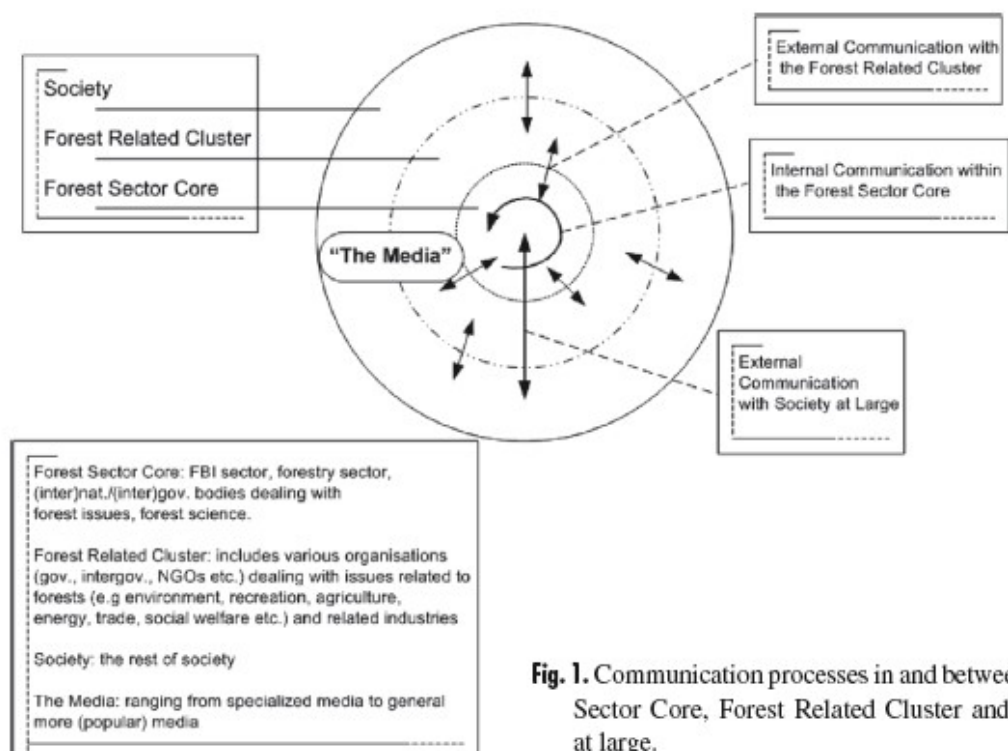 Society
Forest Related Cluster
Forest Sector Core
"The Media"
External Communication with
the Forest Related Cluster
Internal Communication within
the Forest Sector Core
External
Communication
with Society at Large
Forest Sector Core: FBI sector, forestry sector,
(inter)nat./(inter)gov. bodies dealing with
forest issues, forest science.
Forest Related Cluster: includes various organisations
(gov., intergov., NGOs etc.) dealing with issues related to
forests (e.g environment, recreation, agriculture,
energy, trade, social welfare etc.) and related industries
Society: the rest of society
The Media: ranging from specialized media to general
more (popular) media
Fig. 1. Communication processes in and betwee
Sector Core, Forest Related Cluster and
at large.